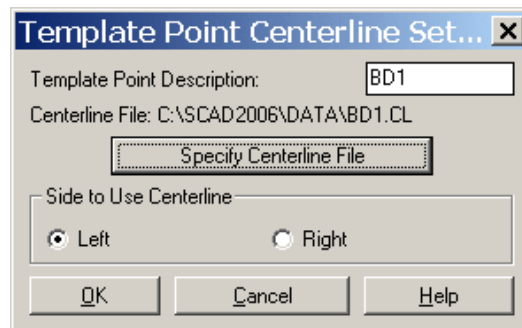 Template Point Centerline Set...
Template Point Description: BD1
Centerline File: C:\SCAD2006\DATA\BD1.CL
Specify Centerline File
Side to Use Centerline
Left Right
OK Cancel Help